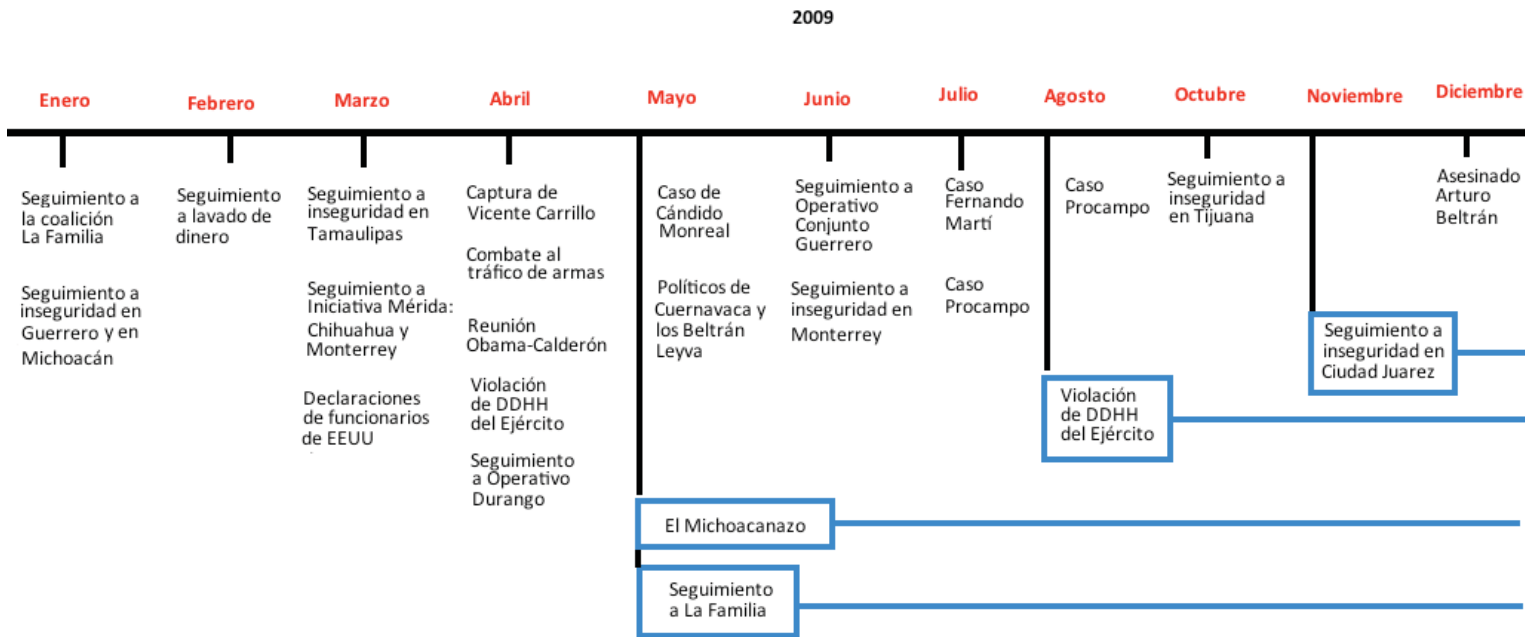 2009
Enero
Febrero
Marzo
Abril
Mayo
Junio
Julio
Agosto
Octubre
Noviembre
Diciembre
Seguimiento a
la coalición
La Familia
Seguimiento a
inseguridad en
Guerrero y en
Michoacán
Seguimiento
a lavado de
dinero
Seguimiento a
inseguridad en
Tamaulipas
Seguimiento a
Iniciativa Mérida:
Chihuahua y
Monterrey
Declaraciones
de funcionarios
de EEUU
Captura de
Vicente Carrillo
Combate al
tráfico de armas
Reunión
Obama-Calderón
Violación
de DDHH
del Ejército
Seguimiento
a Operativo
Durango
Caso de
Cándido
Monreal
Políticos de
Cuernavaca y
los Beltrán
Leyva
El Michoacanazo
Seguimiento
a La Familia
Seguimiento a
Operativo
Conjunto
Guerrero
Seguimiento a
inseguridad en
Monterrey
Caso
Fernando
Martí
Caso
Procampo
Caso
Procampo
Violación
de DDHH
del Ejército
Seguimiento a
inseguridad
en Tijuana
Seguimiento a
inseguridad en
Ciudad Juarez
Asesinado
Arturo
Beltrán